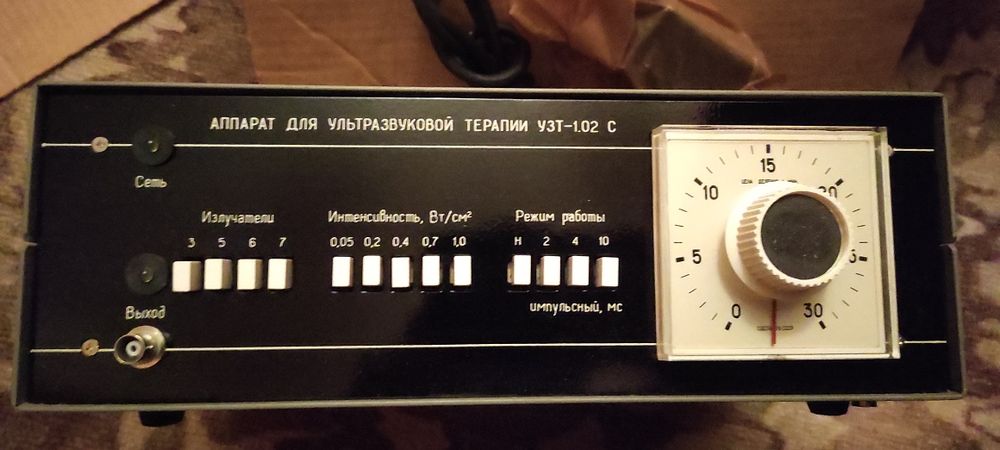 АППАРАТ ДЛЯ УЛЬТРАЗВУКОВОЙ ТЕРАПИИ УЗТ-1.02 С
Сеть
Излучатели
3 5 6 7
Интенсивность, Вт/см²
0,05 0,2 0,4 0,7 1,0
Режим работы
Н 2 4 10
импульсный, мс
Выход
0 5 10 15 30